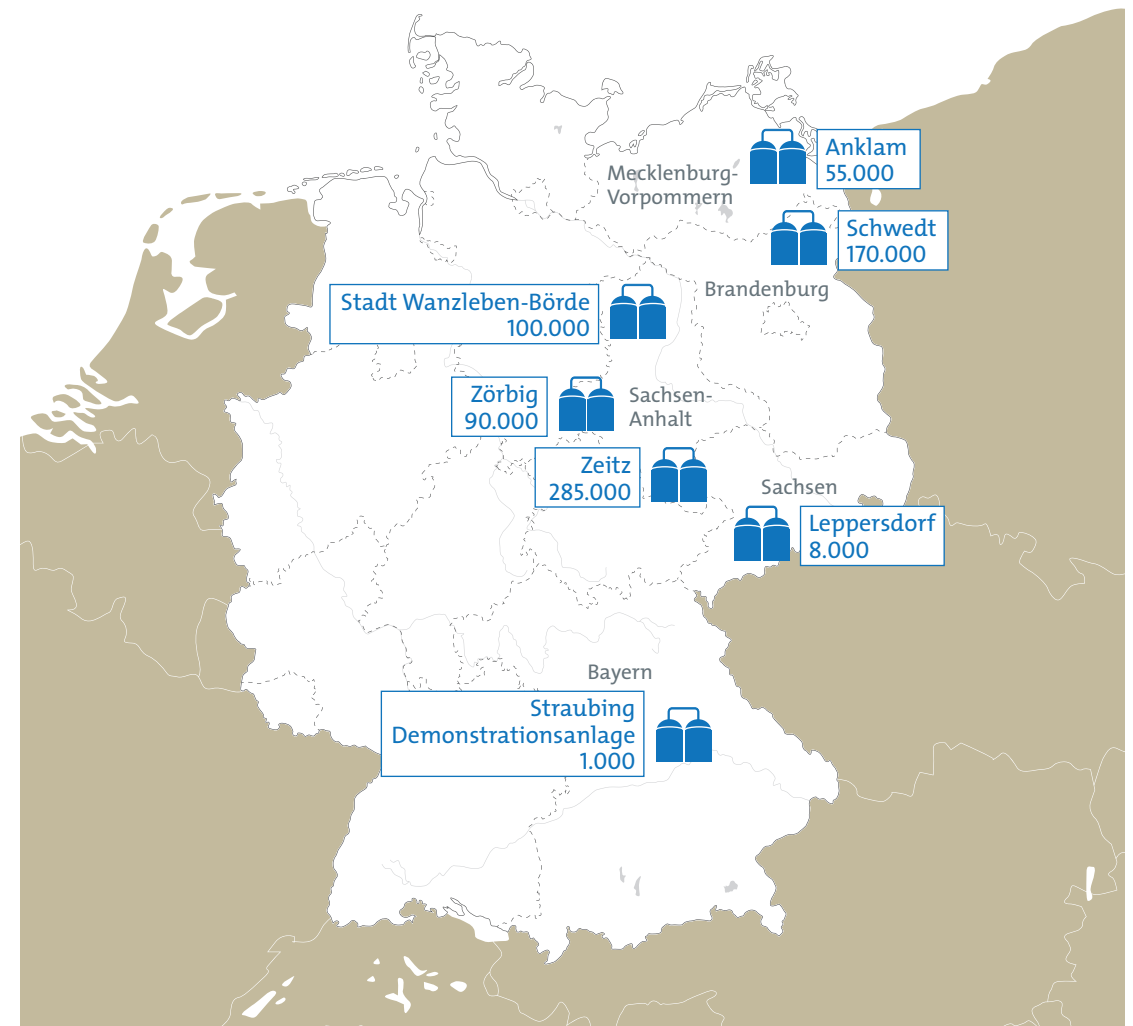 Anklam
55.000
Mecklenburg-
Vorpommern
Schwedt
170.000
Brandenburg
Stadt Wanzleben-Börde
100.000
Zörbig
90.000
Sachsen-
Anhalt
Zeitz
285.000
Sachsen
Leppersdorf
8.000
Bayern
Straubing
Demonstrationsanlage
1.000